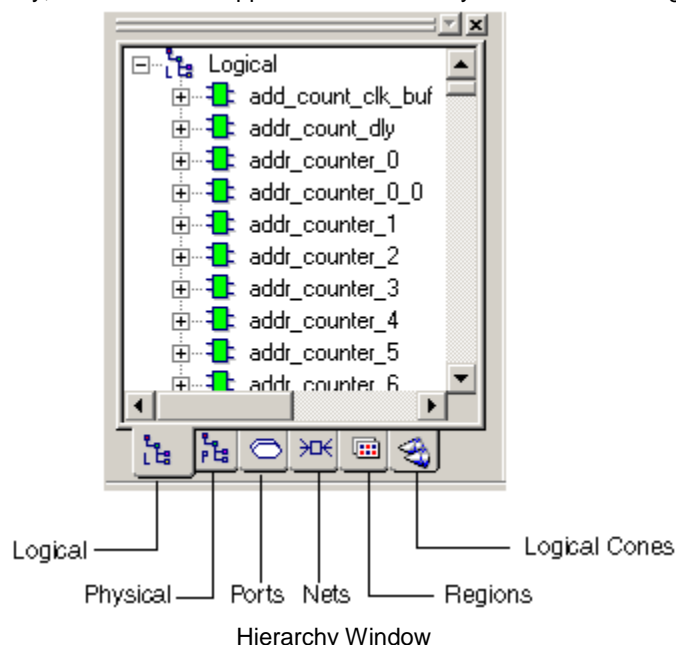 Logical
add_count_clk_buf
addr_count_dly
addr_counter_0
addr_counter_0_0
addr_counter_1
addr_counter_2
addr_counter_3
addr_counter_4
addr_counter_5
addr_counter_6
L
P
Logical
Logical Cones
Physical
Ports
Nets
Regions
Hierarchy Window